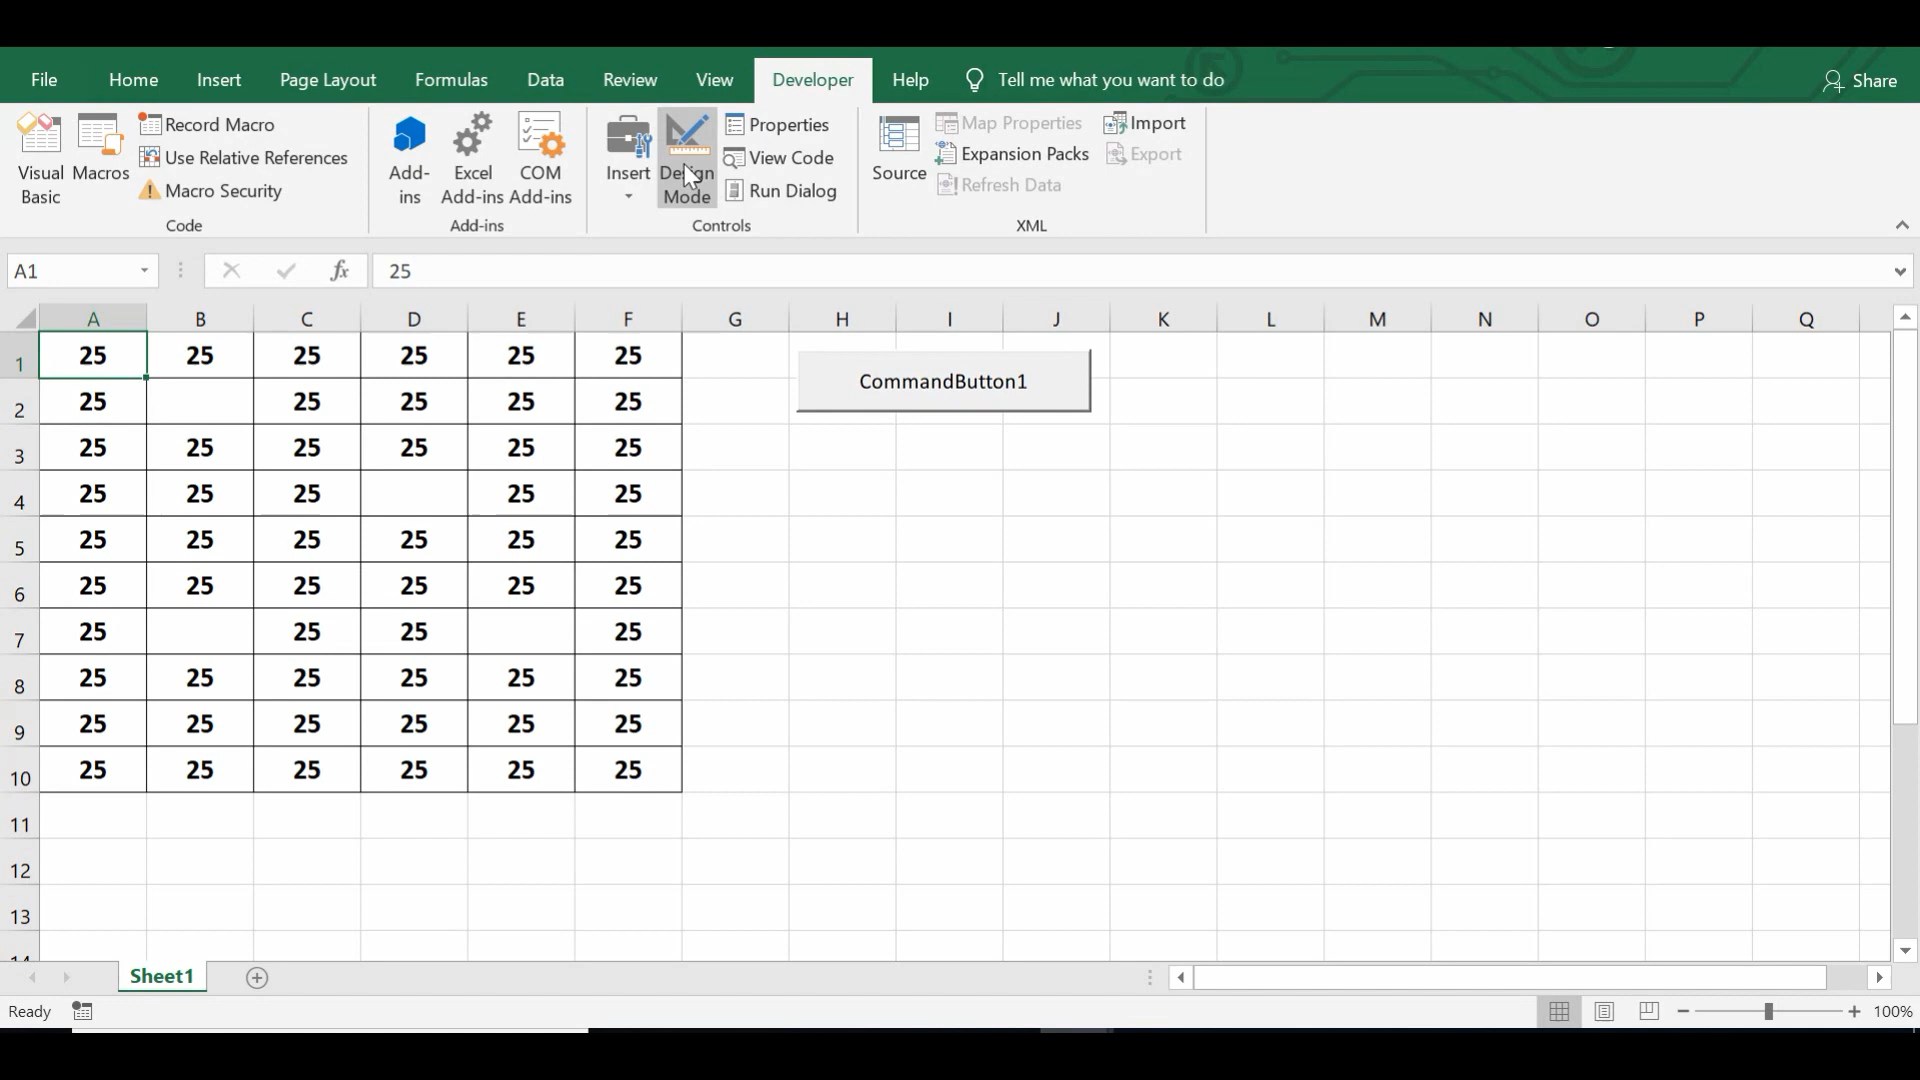 File Home Insert Page Layout Formulas Data Review View Developer Help Tell me what you want to do Share
Visual Basic
Macros
Record Macro
Use Relative References
Macro Security
Code
Add-ins
Excel Add-ins
COM Add-ins
Add-ins
Insert
Design Mode
Properties
View Code
Run Dialog
Controls
Source
Map Properties
Expansion Packs
Refresh Data
Import
Export
XML
A1 fx 25
A B C D E F G H I J K L M N O P Q
1 25 25 25 25 25 25
CommandButton1
2 25 25 25 25 25
3 25 25 25 25 25 25
4 25 25 25 25 25
5 25 25 25 25 25 25
6 25 25 25 25 25 25
7 25 25 25 25
8 25 25 25 25 25 25
9 25 25 25 25 25 25
10 25 25 25 25 25 25
11
12
13
14
Sheet1
Ready 100%